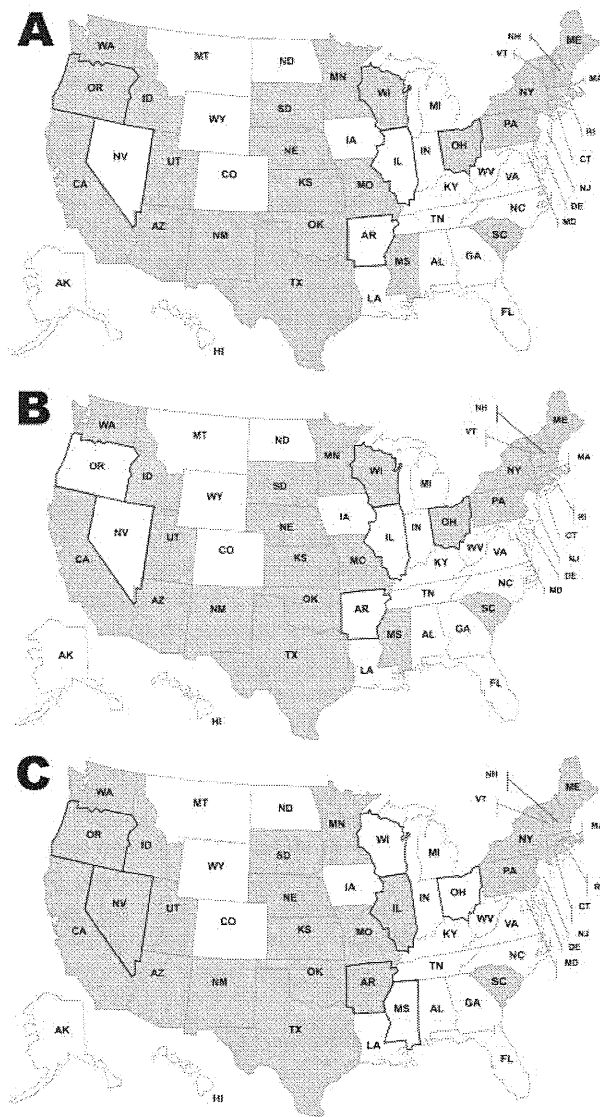 A
WA
MT
ND
MN
OR
ID
WY
SD
WI
MI
ME
NH
VT
NY
MA
PA
RI
CT
NJ
DE
MD
NV
UT
CO
NE
IA
IL
IN
OH
CA
KS
MO
KY
WV
VA
AZ
NM
OK
AR
TN
NC
SC
TX
LA
MS
AL
GA
FL
AK
HI
B
WA
MT
ND
MN
OR
ID
WY
SD
WI
MI
ME
NH
VT
NY
MA
PA
RI
CT
NJ
DE
MD
NV
UT
CO
NE
IA
IL
IN
OH
CA
KS
KY
WV
VA
AZ
NM
OK
AR
TN
NC
SC
TX
LA
MS
AL
GA
FL
AK
HI
C
WA
MT
ND
MN
OR
ID
WY
SD
WI
MI
ME
NH
VT
NY
MA
PA
CT
NJ
DE
MD
NV
UT
CO
NE
IA
IL
IN
OH
CA
KS
MO
KY
WV
VA
AZ
NM
OK
AR
TN
NC
SC
TX
LA
MS
AL
GA
FL
AK
HI